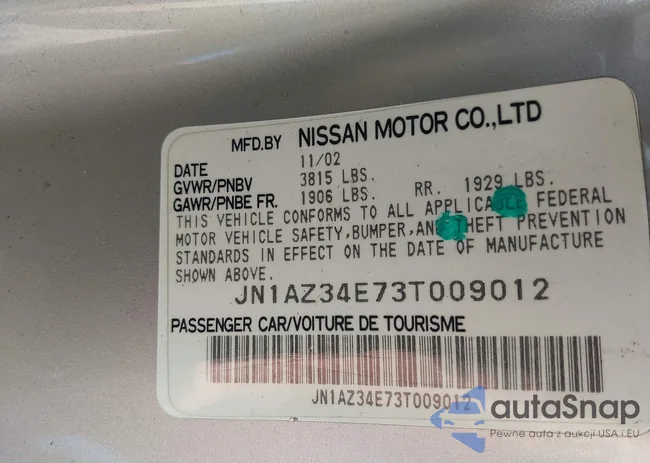 MFD.BY NISSAN MOTOR CO.,LTD
DATE 11/02
GVWR/PNBV 3815 LBS.
GAWR/PNBE FR. 1906 LBS. RR. 1929 LBS.
THIS VEHICLE CONFORMS TO ALL APPLICABLE FEDERAL
MOTOR VEHICLE SAFETY,BUMPER,AND THEFT PREVENTION
STANDARDS IN EFFECT ON THE DATE OF MANUFACTURE
SHOWN ABOVE.
JN1AZ34E73T009012
PASSENGER CAR/VOITURE DE TOURISME
JN1AZ34E73T009012
autaSnap
Pewne auta z aukcji USA i EU